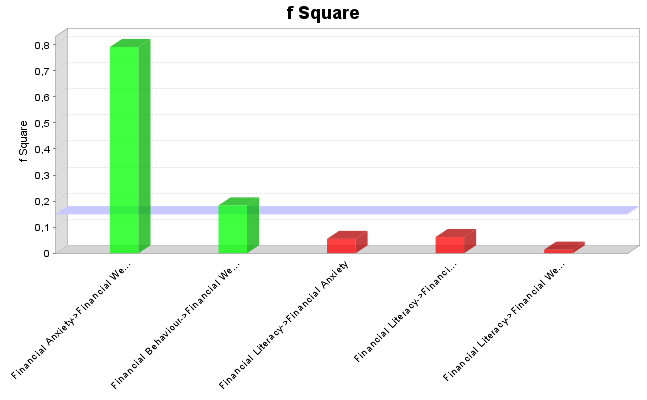 f Square
f Square
0,8
0,7
0,6
0,5
0,4
0,3
0,2
0,1
0
Financial Anxiety->Financial We...
Financial Behaviour->Financial We...
Financial Literacy->Financial Anxiety
Financial Literacy->Financi...
Financial Literacy->Financial We...